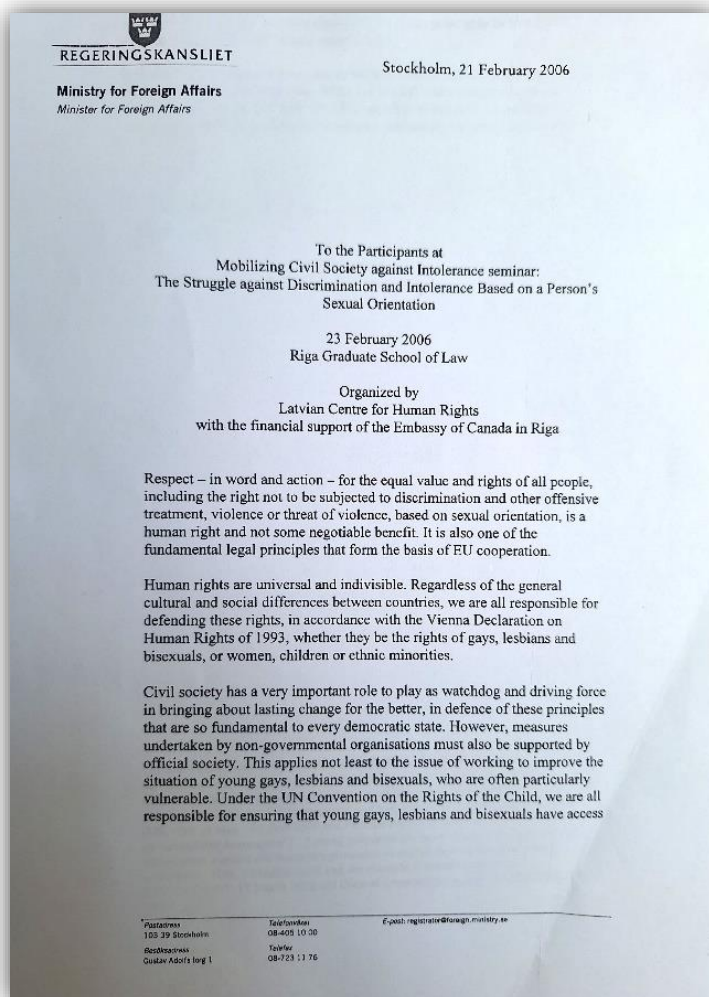 REGERINGSKANSLIET
Stockholm, 21 February 2006
Ministry for Foreign Affairs
Minister for Foreign Affairs
To the Participants at
Mobilizing Civil Society against Intolerance seminar:
The Struggle against Discrimination and Intolerance Based on a Person's
Sexual Orientation
23 February 2006
Riga Graduate School of Law
Organized by
Latvian Centre for Human Rights
with the financial support of the Embassy of Canada in Riga
Respect – in word and action – for the equal value and rights of all people,
including the right not to be subjected to discrimination and other offensive
treatment, violence or threat of violence, based on sexual orientation, is a
human right and not some negotiable benefit. It is also one of the
fundamental legal principles that form the basis of EU cooperation.
Human rights are universal and indivisible. Regardless of the general
cultural and social differences between countries, we are all responsible for
defending these rights, in accordance with the Vienna Declaration on
Human Rights of 1993, whether they be the rights of gays, lesbians and
bisexuals, or women, children or ethnic minorities.
Civil society has a very important role to play as watchdog and driving force
in bringing about lasting change for the better, in defence of these principles
that are so fundamental to every democratic state. However, measures
undertaken by non-governmental organisations must also be supported by
official society. This applies not least to the issue of working to improve the
situation of young gays, lesbians and bisexuals, who are often particularly
vulnerable. Under the UN Convention on the Rights of the Child, we are all
responsible for ensuring that young gays, lesbians and bisexuals have access
Postadress
103 39 Stockholm
Besöksadress
Gustav Adolfs torg 1
Telefonväxel
08-405 10 00
Telefax
08-723 11 76
E-post: registrator@foreign.ministry.se